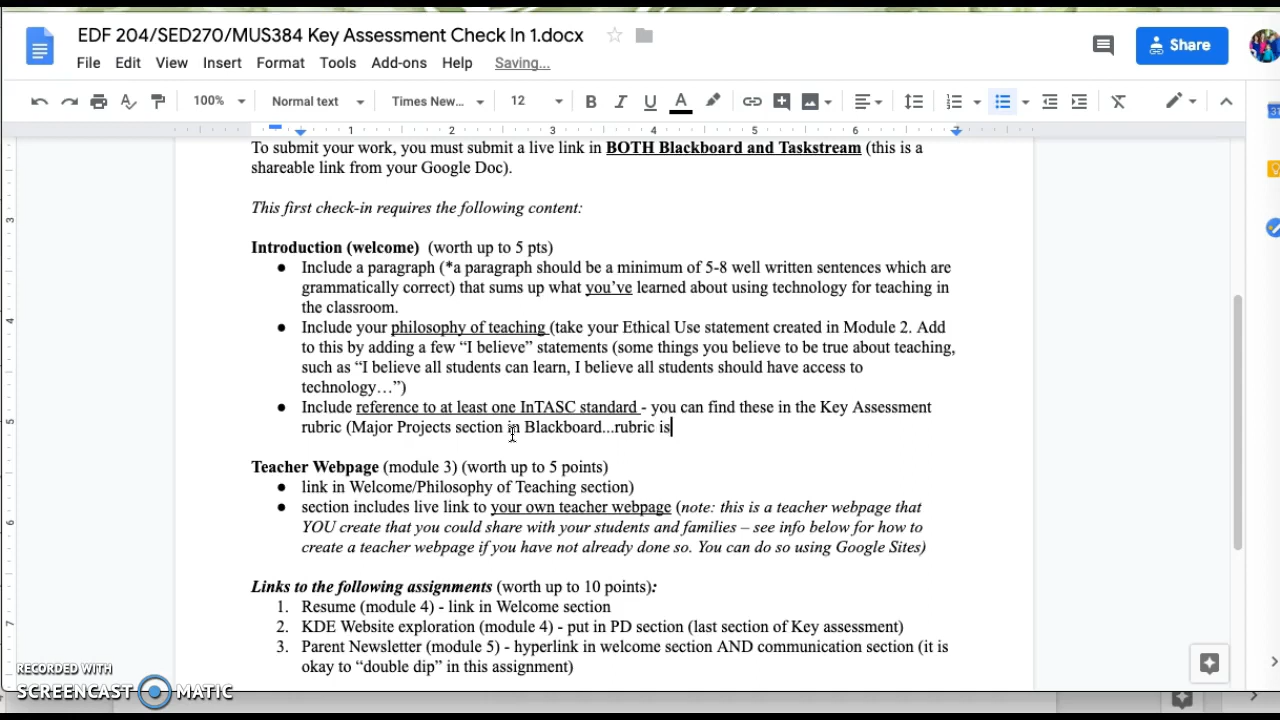 EDF 204/SED270/MUS384 Key Assessment Check In 1.docx
File Edit View Insert Format Tools Add-ons Help Saving...
Share
100% Normal text Times New... 12 B I U A
1 2 3 4 5 6 7
To submit your work, you must submit a live link in BOTH Blackboard and Taskstream (this is a
shareable link from your Google Doc).
3
This first check-in requires the following content:
Introduction (welcome) (worth up to 5 pts)
● Include a paragraph (*a paragraph should be a minimum of 5-8 well written sentences which are
grammatically correct) that sums up what you’ve learned about using technology for teaching in
the classroom.
4
● Include your philosophy of teaching (take your Ethical Use statement created in Module 2. Add
to this by adding a few “I believe” statements (some things you believe to be true about teaching,
such as “I believe all students can learn, I believe all students should have access to
technology…”)
● Include reference to at least one InTASC standard - you can find these in the Key Assessment
5
rubric (Major Projects section in Blackboard...rubric is
Teacher Webpage (module 3) (worth up to 5 points)
● link in Welcome/Philosophy of Teaching section)
● section includes live link to your own teacher webpage (note: this is a teacher webpage that
6
YOU create that you could share with your students and families – see info below for how to
create a teacher webpage if you have not already done so. You can do so using Google Sites)
Links to the following assignments (worth up to 10 points):
1. Resume (module 4) - link in Welcome section
7
2. KDE Website exploration (module 4) - put in PD section (last section of Key assessment)
3. Parent Newsletter (module 5) - hyperlink in welcome section AND communication section (it is
okay to “double dip” in this assignment)
RECORDED WITH
SCREENCAST MATIC